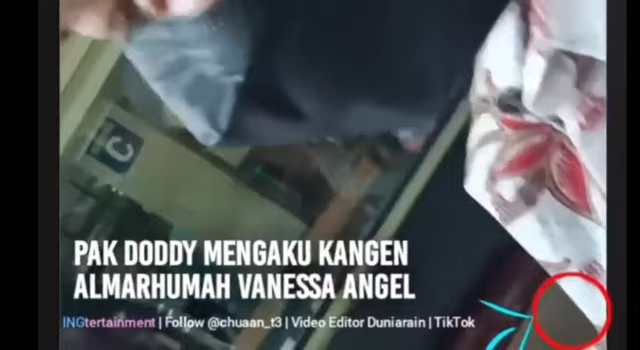 C
PAK DODDY MENGAKU KANGEN
ALMARHUMAH VANESSA ANGEL
INGtertainment | Follow @chuaan_t3 | Video Editor Duniarain | TikTok